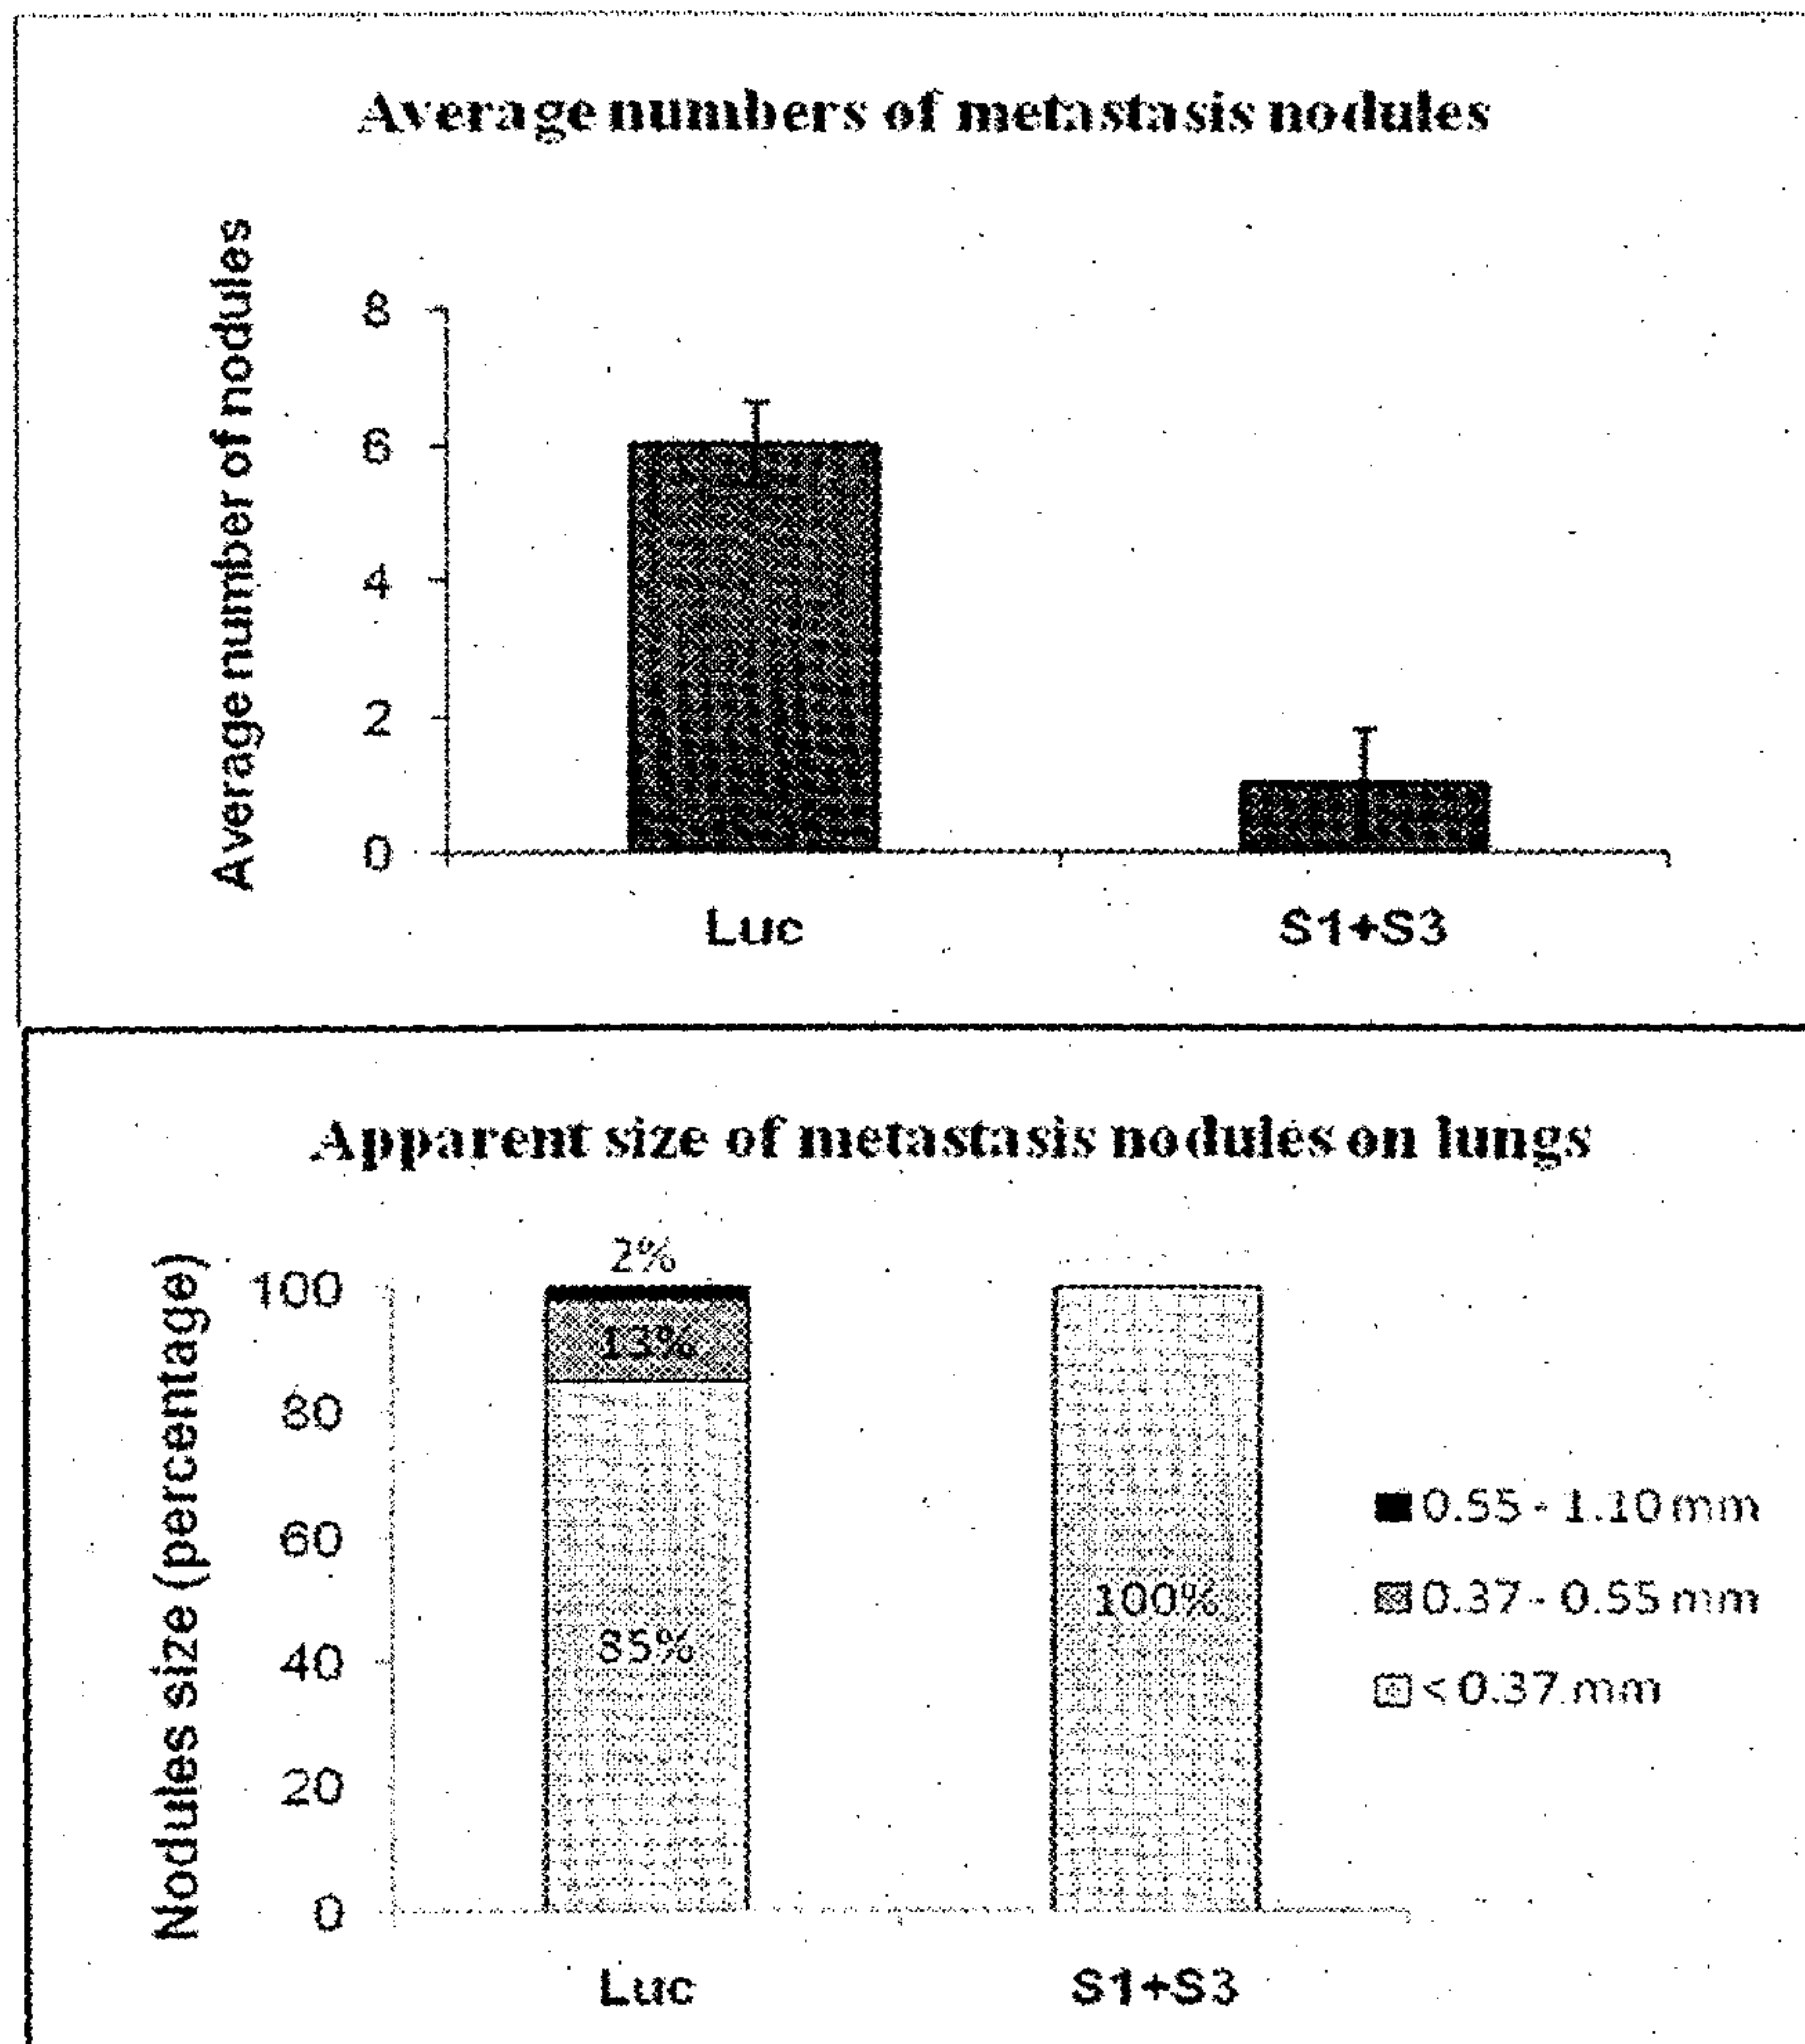 Average numbers of metastasis nodules
Average number of nodules
8
6
4
2
0
Luc
S1+S3
Apparent size of metastasis nodules on lungs
Nodules size (percentage)
100
80
60
40
20
0
2%
13%
85%
100%
0.55 - 1.10 mm
0.37 - 0.55 mm
< 0.37 mm
Luc
S1+S3